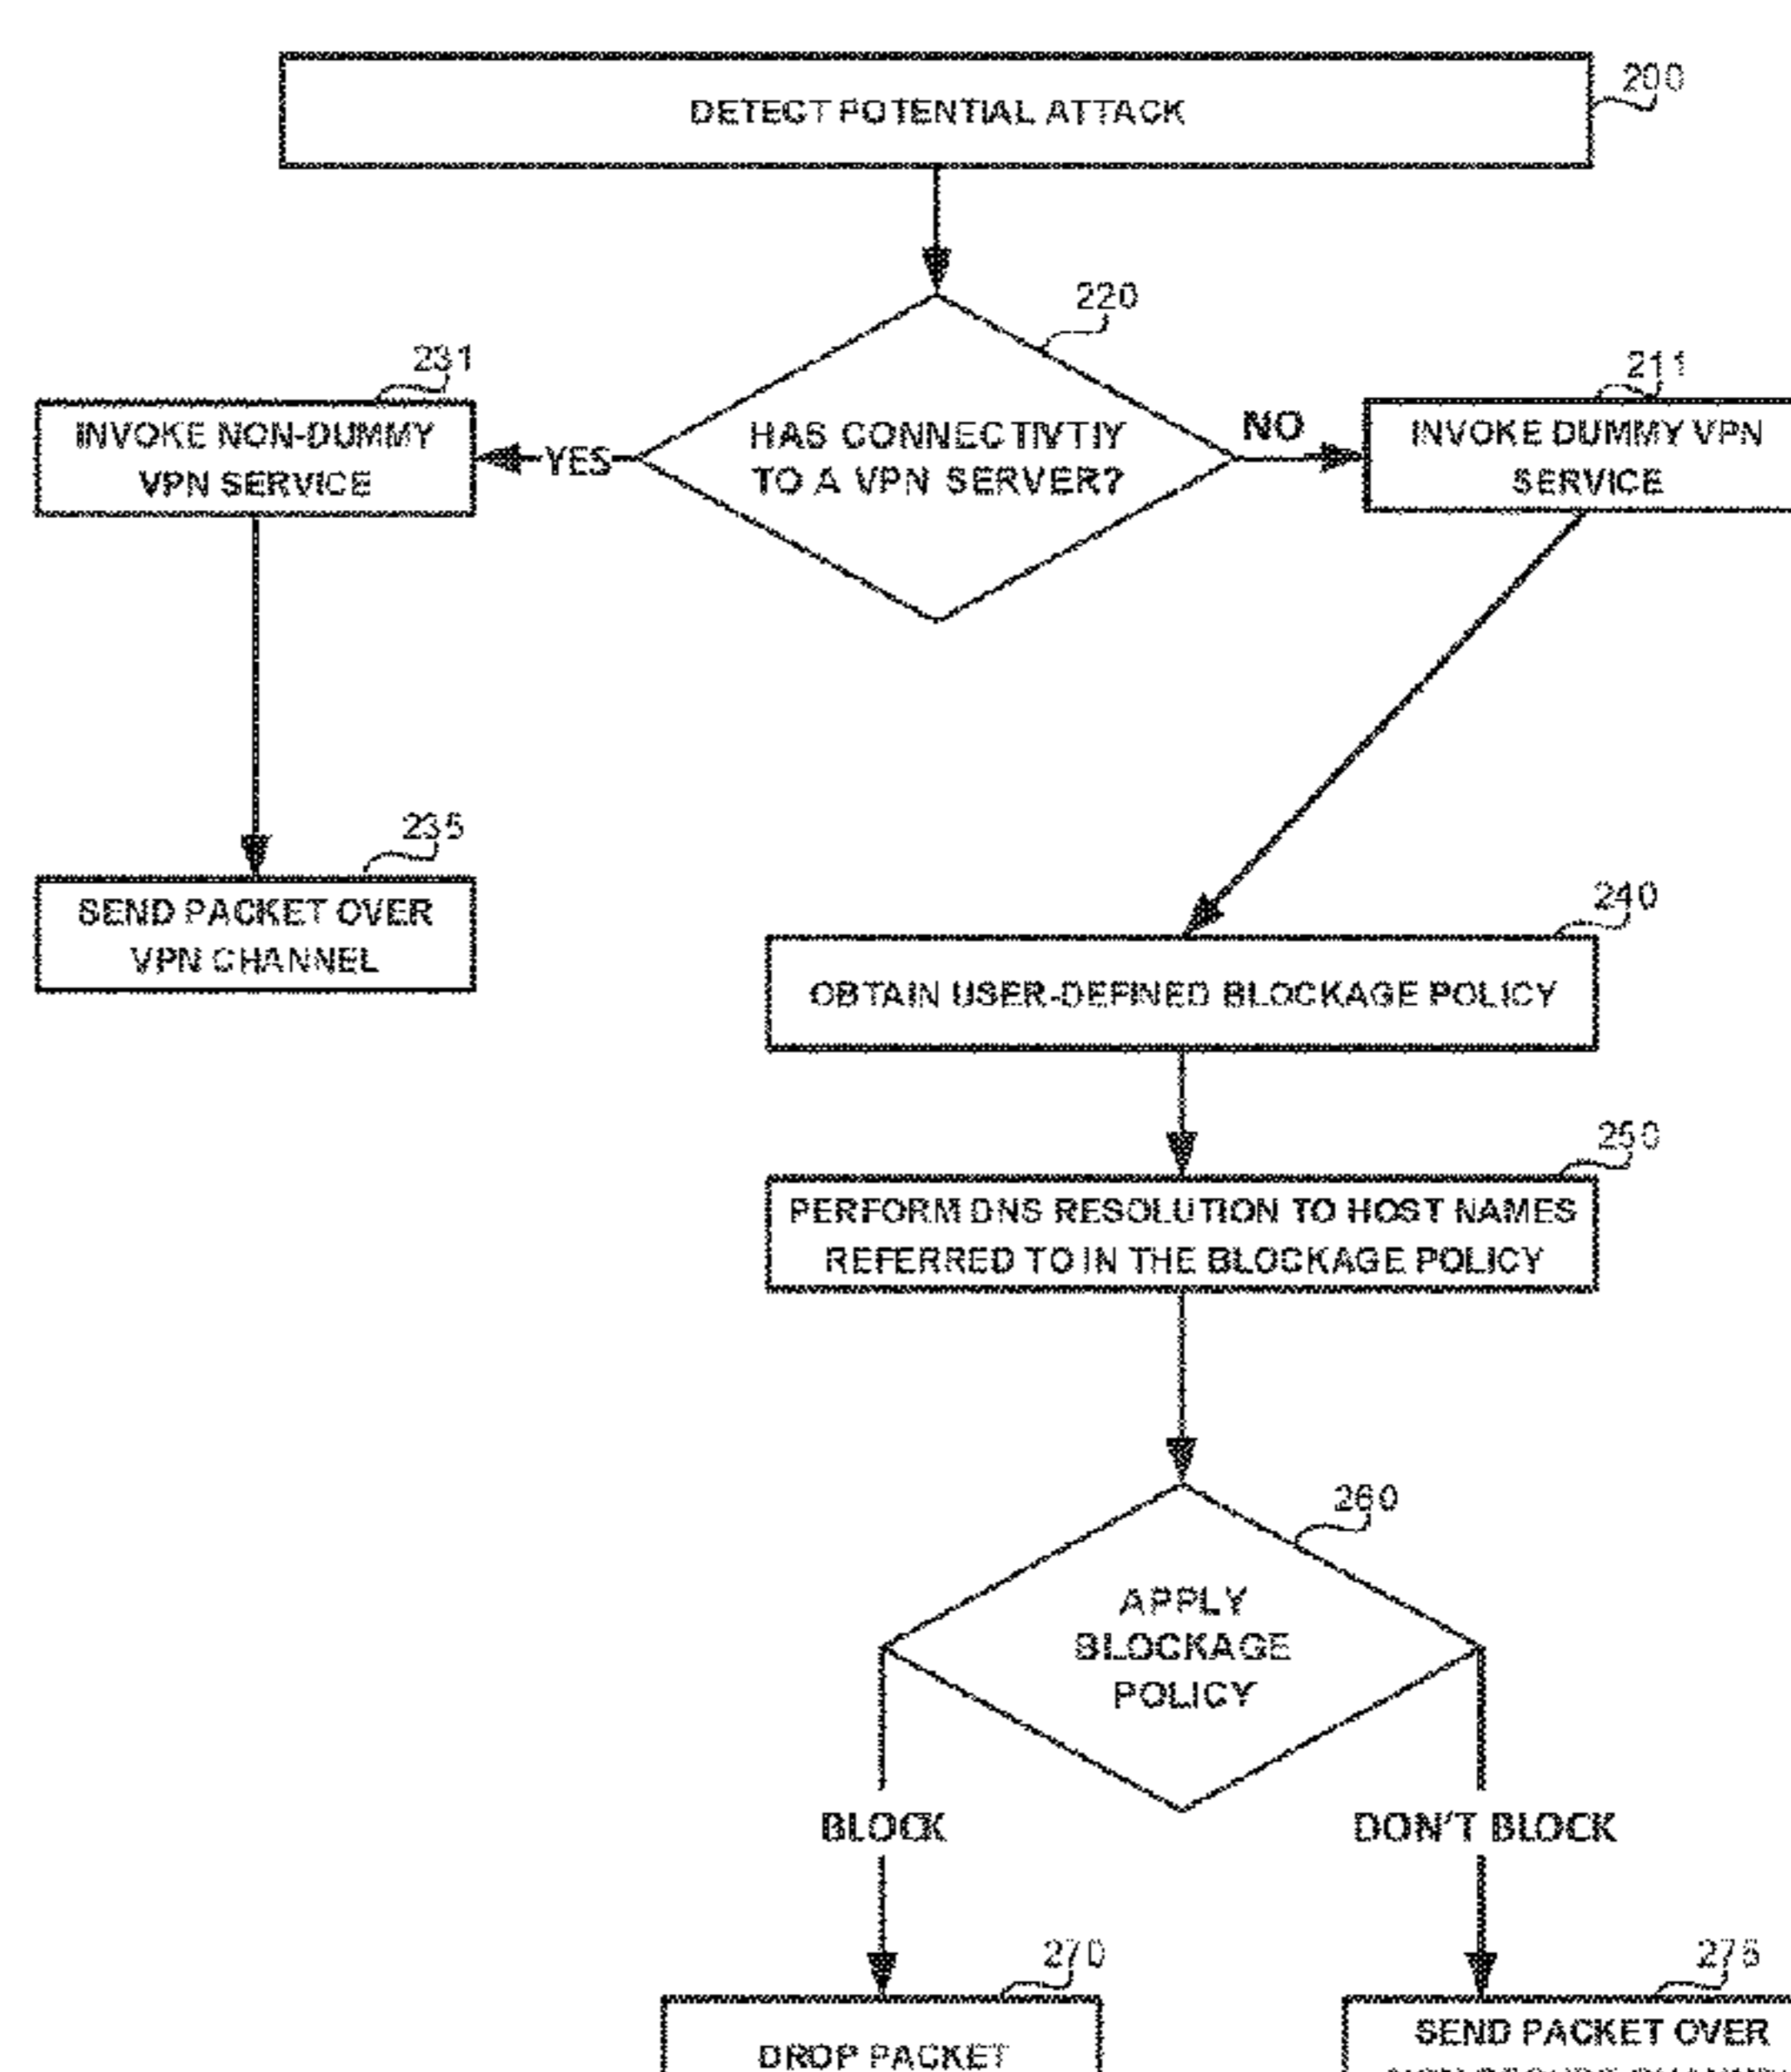 200
DETECT POTENTIAL ATTACK
220
231
211
INVOKE NON-DUMMY
VPN SERVICE
YES
HAS CONNECTIVTIY
TO A VPN SERVER?
NO
INVOKE DUMMY VPN
SERVICE
235
SEND PACKET OVER
VPN CHANNEL
240
OBTAIN USER-DEFINED BLOCKAGE POLICY
250
PERFORM DNS RESOLUTION TO HOST NAMES
REFERRED TO IN THE BLOCKAGE POLICY
260
APPLY
BLOCKAGE
POLICY
BLOCK
DON'T BLOCK
270
275
DROP PACKET
SEND PACKET OVER